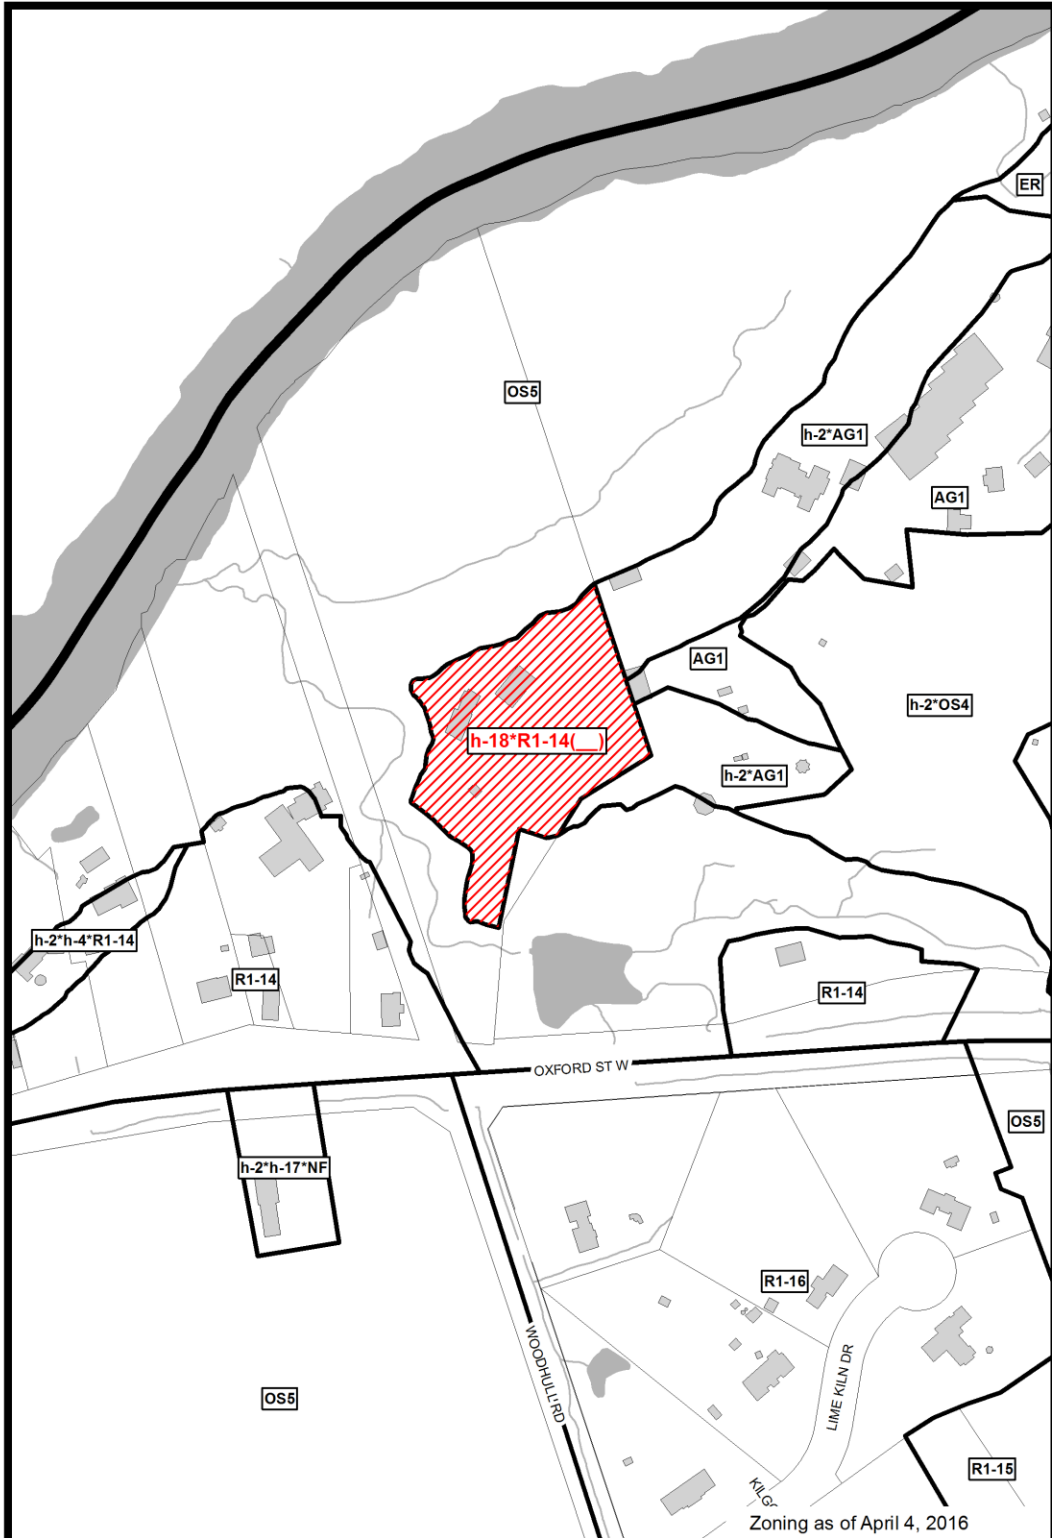 ER
OS5
h-2*AG1
AG1
AG1
h-2*OS4
h-18*R1-14(__)
h-2*AG1
h-2*h-4*R1-14
R1-14
R1-14
OXFORD ST W
OS5
h-2*h-17*NF
R1-16
WOODHULL RD
LIME KILN DR
OS5
R1-15
Zoning as of April 4, 2016